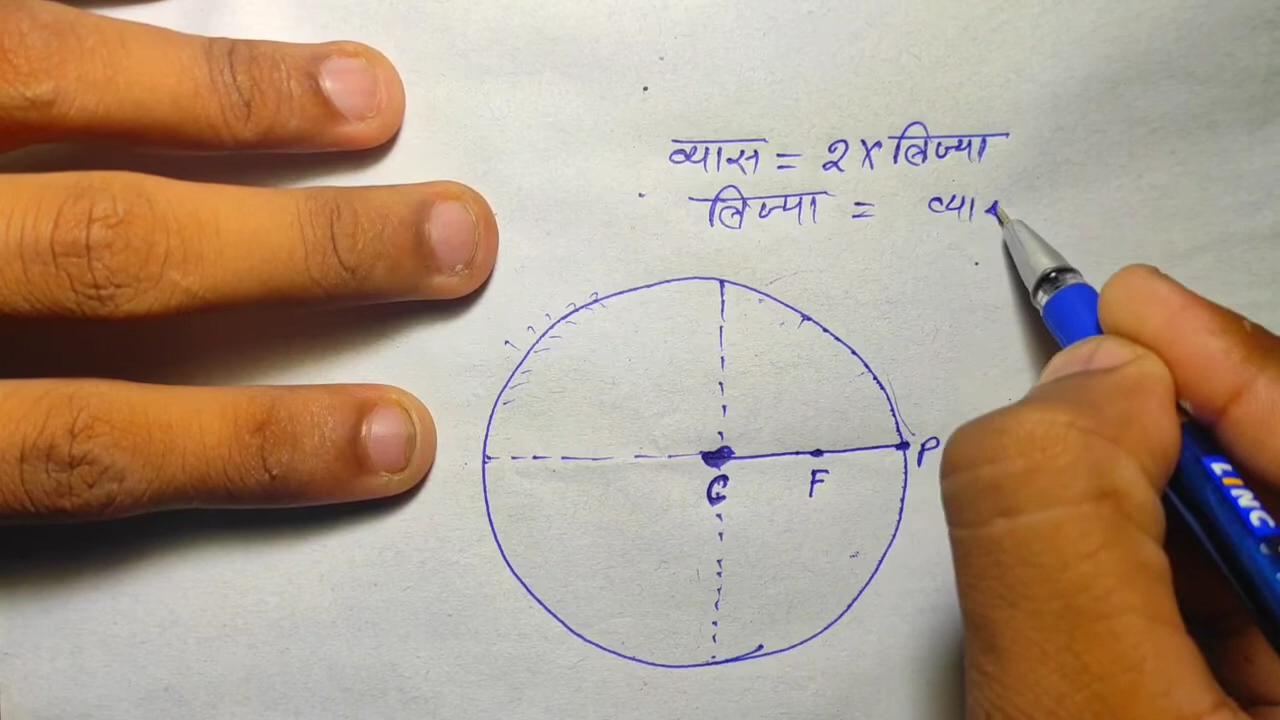 व्यास = 2 x त्रिज्या
त्रिज्या = व्या
P
C
F
LINC